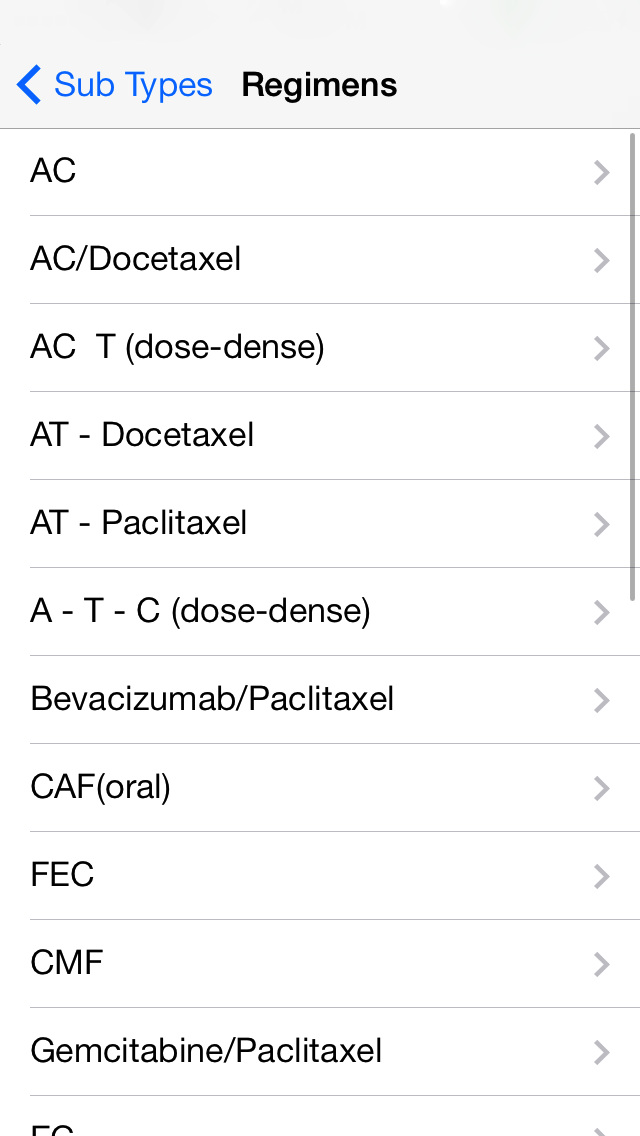 Sub Types Regimens
AC
AC/Docetaxel
AC  T (dose-dense)
AT - Docetaxel
AT - Paclitaxel
A - T - C (dose-dense)
Bevacizumab/Paclitaxel
CAF(oral)
FEC
CMF
Gemcitabine/Paclitaxel